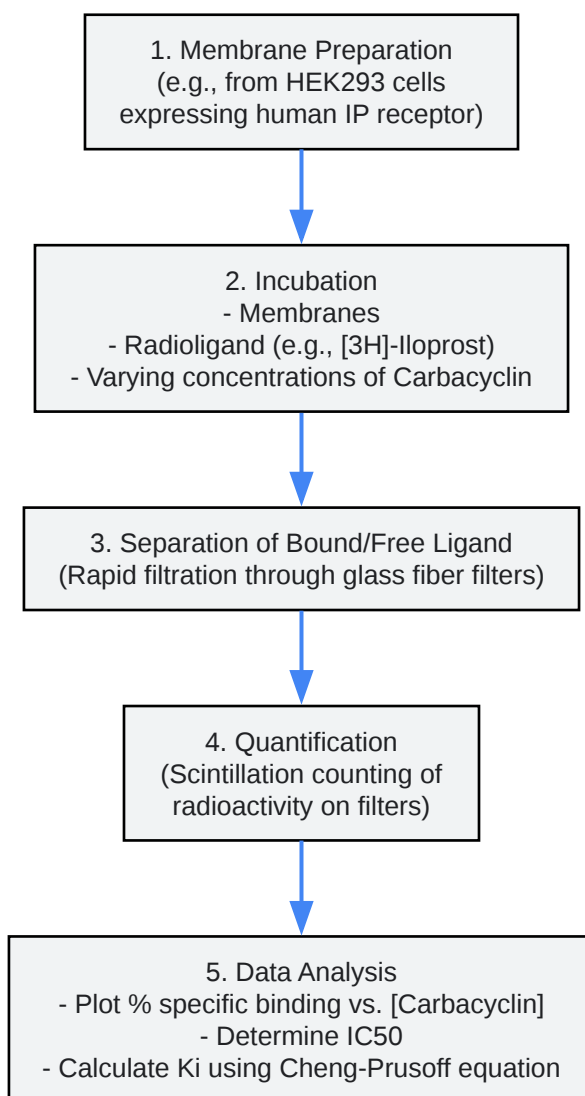 1. Membrane Preparation
(e.g., from HEK293 cells
expressing human IP receptor)
2. Incubation
- Membranes
- Radioligand (e.g., [3H]-Iloprost)
- Varying concentrations of Carbacyclin
3. Separation of Bound/Free Ligand
(Rapid filtration through glass fiber filters)
4. Quantification
(Scintillation counting of
radioactivity on filters)
5. Data Analysis
- Plot % specific binding vs. [Carbacyclin]
- Determine IC50
- Calculate Ki using Cheng-Prusoff equation